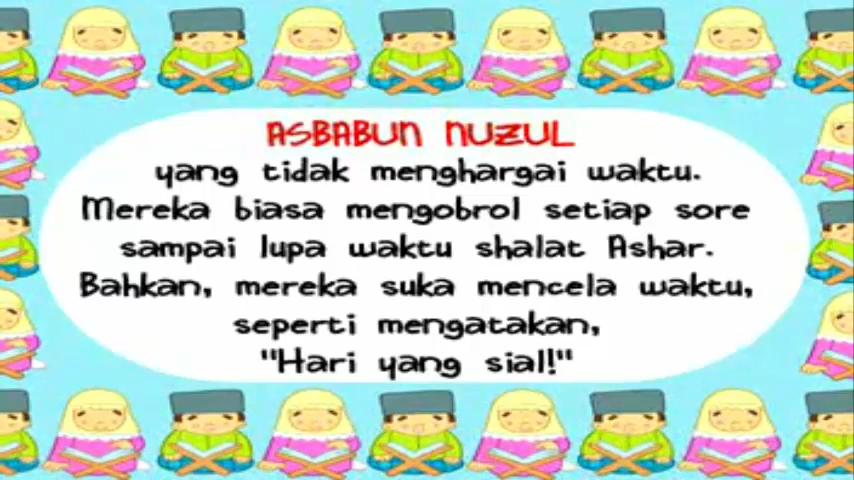 ASBABUN NUZUL
yang tidak menghargai waktu.
Mereka biasa mengobrol setiap sore
sampai lupa waktu shalat Ashar.
Bahkan, mereka suka mencela waktu,
seperti mengatakan,
"Hari yang sial!"